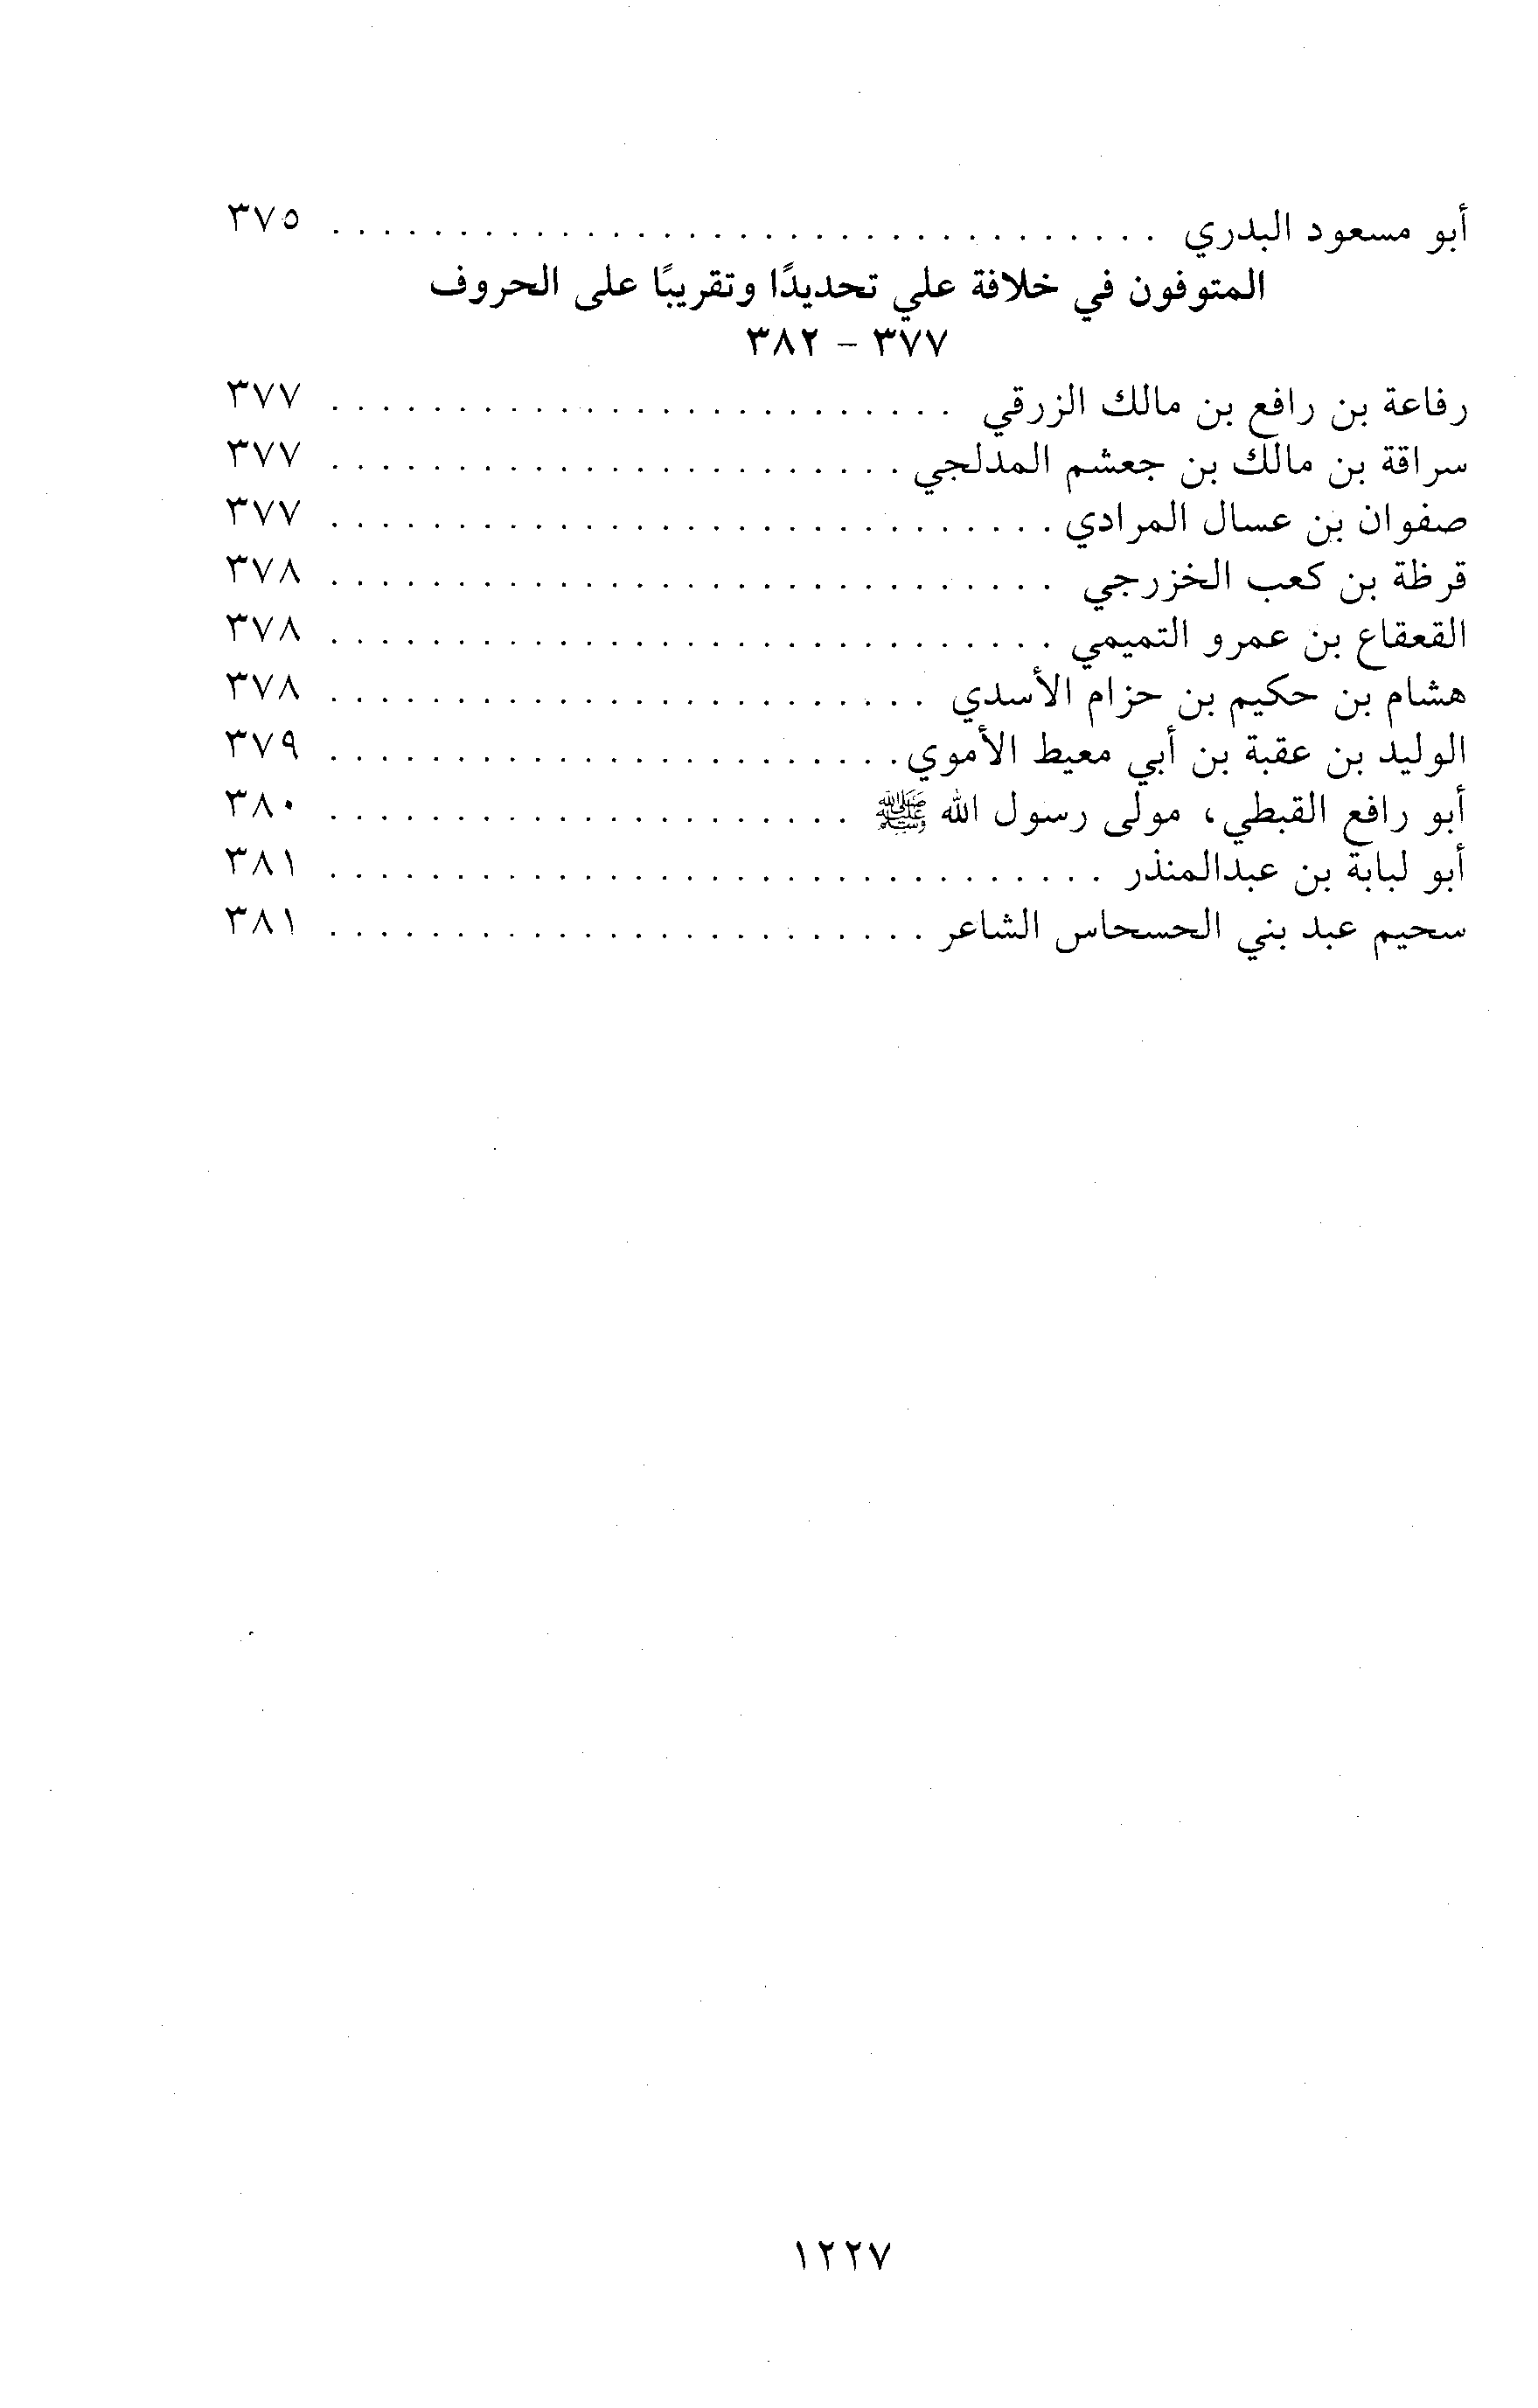 أبو مسعود البدري . . . . . . . . . . . . . . . . . . . . . . . . . . . . . . . . . ٣٧٥
المتوفون في خلافة علي تحديدًا وتقريبًا على الحروف
٣٧٧ - ٣٨٢
رفاعة بن رافع بن مالك الزرقي . . . . . . . . . . . . . . . . . . . . . . . . . ٣٧٧
سراقة بن مالك بن جعشم المدلجي . . . . . . . . . . . . . . . . . . . . . . . ٣٧٧
صفوان بن عسال المرادي . . . . . . . . . . . . . . . . . . . . . . . . . . . . . ٣٧٧
قرظة بن كعب الخزرجي . . . . . . . . . . . . . . . . . . . . . . . . . . . . . ٣٧٨
القعقاع بن عمرو التميمي . . . . . . . . . . . . . . . . . . . . . . . . . . . . . ٣٧٨
هشام بن حكيم بن حزام الأسدي . . . . . . . . . . . . . . . . . . . . . . . . ٣٧٨
الوليد بن عقبة بن أبي معيط الأموي . . . . . . . . . . . . . . . . . . . . . . . ٣٧٩
أبو رافع القبطي، مولى رسول الله ﷺ . . . . . . . . . . . . . . . . . . . . . ٣٨٠
أبو لبابة بن عبدالمنذر . . . . . . . . . . . . . . . . . . . . . . . . . . . . . . . ٣٨١
سحيم عبد بني الحسحاس الشاعر . . . . . . . . . . . . . . . . . . . . . . . . ٣٨١
١٢٢٧